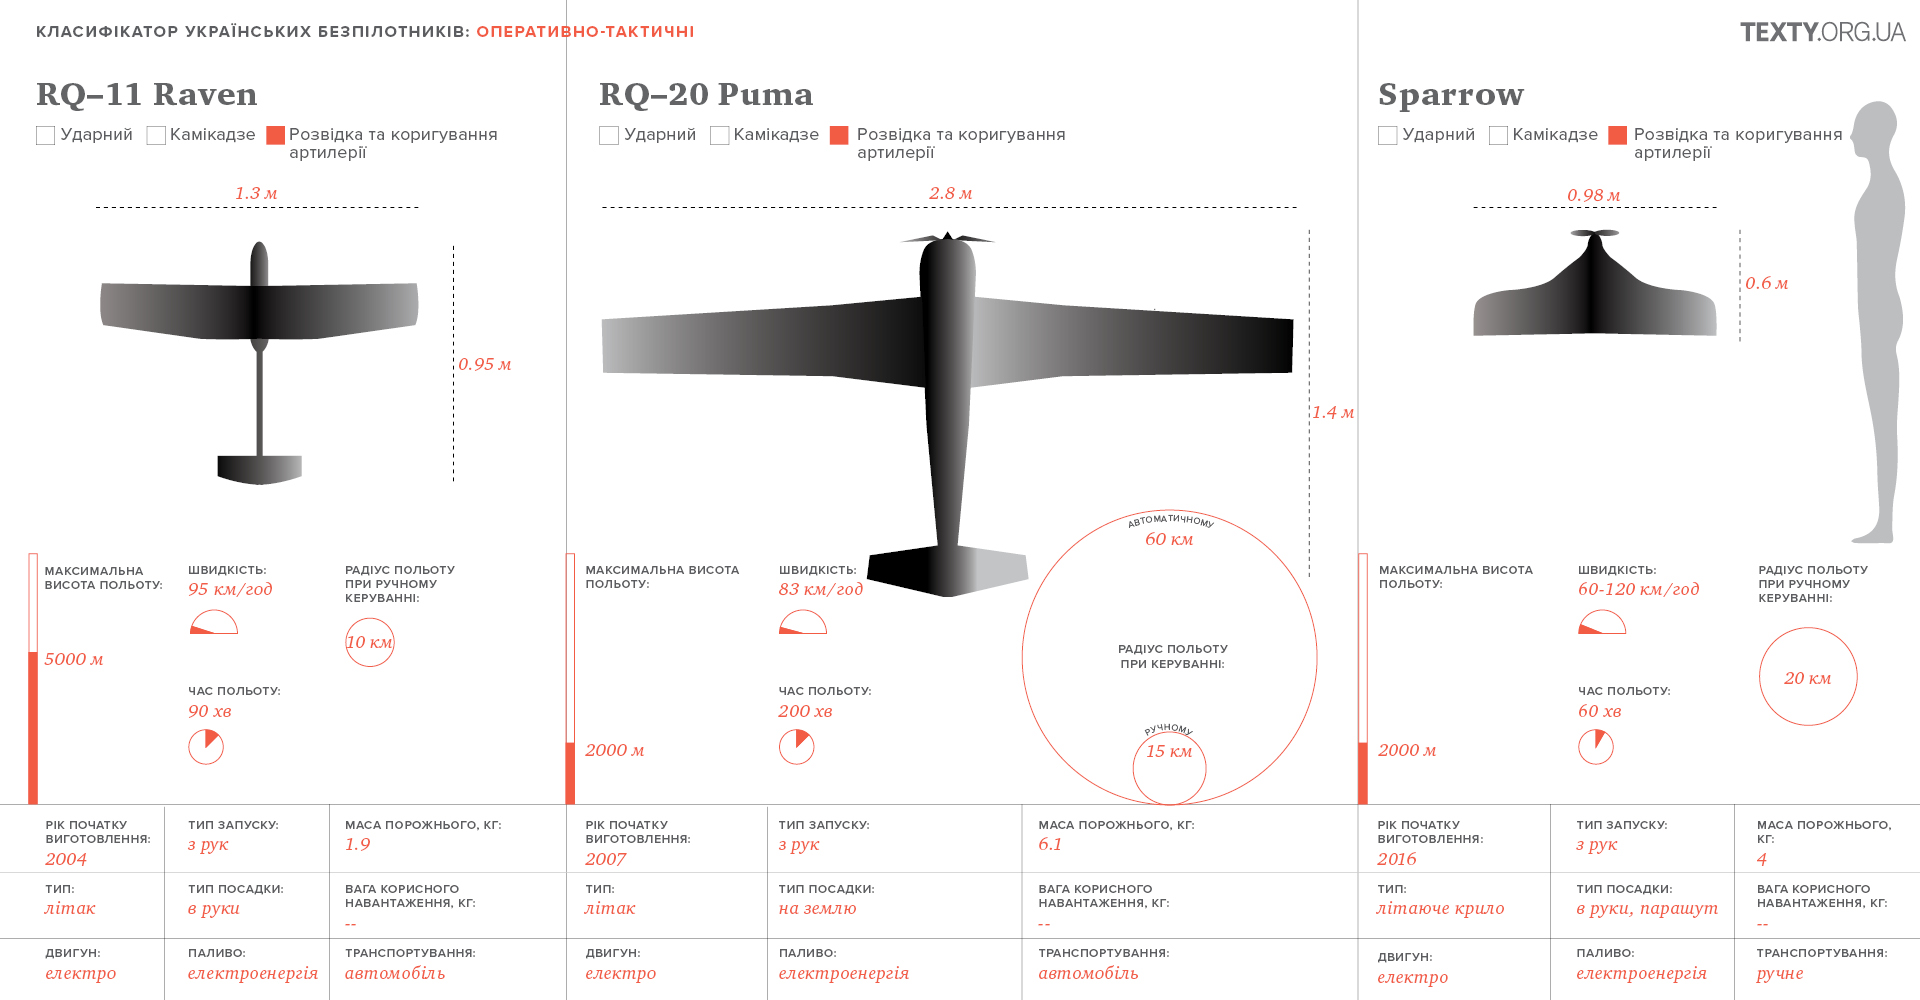 КЛАСИФІКАТОР УКРАЇНСЬКИХ БЕЗПІЛОТНИКІВ: ОПЕРАТИВНО-ТАКТИЧНІ
TEXTY.ORG.UA
RQ–11 Raven
Ударний
Камікадзе
Розвідка та коригування
артилерії
1.3 м
0.95 м
МАКСИМАЛЬНА
ВИСОТА ПОЛЬОТУ:
5000 м
ШВИДКІСТЬ:
95 км/год
ЧАС ПОЛЬОТУ:
90 хв
РАДІУС ПОЛЬОТУ
ПРИ РУЧНОМУ
КЕРУВАННІ:
10 км
РІК ПОЧАТКУ
ВИГОТОВЛЕННЯ:
2004
ТИП ЗАПУСКУ:
з рук
МАСА ПОРОЖНЬОГО, КГ:
1.9
ТИП:
літак
ТИП ПОСАДКИ:
в руки
ВАГА КОРИСНОГО
НАВАНТАЖЕННЯ, КГ:
--
ДВИГУН:
електро
ПАЛИВО:
електроенергія
ТРАНСПОРТУВАННЯ:
автомобіль
RQ–20 Puma
Ударний
Камікадзе
Розвідка та коригування
артилерії
2.8 м
1.4 м
МАКСИМАЛЬНА ВИСОТА
ПОЛЬОТУ:
2000 м
ШВИДКІСТЬ:
83 км/год
ЧАС ПОЛЬОТУ:
200 хв
АВТОМАТИЧНОМУ
60 км
РАДІУС ПОЛЬОТУ
ПРИ КЕРУВАННІ:
РУЧНОМУ
15 км
РІК ПОЧАТКУ
ВИГОТОВЛЕННЯ:
2007
ТИП ЗАПУСКУ:
з рук
МАСА ПОРОЖНЬОГО, КГ:
6.1
ТИП:
літак
ТИП ПОСАДКИ:
на землю
ВАГА КОРИСНОГО
НАВАНТАЖЕННЯ, КГ:
--
ДВИГУН:
електро
ПАЛИВО:
електроенергія
ТРАНСПОРТУВАННЯ:
автомобіль
Sparrow
Ударний
Камікадзе
Розвідка та коригування
артилерії
0.98 м
0.6 м
МАКСИМАЛЬНА ВИСОТА
ПОЛЬОТУ:
2000 м
ШВИДКІСТЬ:
60-120 км/год
ЧАС ПОЛЬОТУ:
60 хв
РАДІУС ПОЛЬОТУ
ПРИ РУЧНОМУ
КЕРУВАННІ:
20 км
РІК ПОЧАТКУ
ВИГОТОВЛЕННЯ:
2016
ТИП ЗАПУСКУ:
з рук
МАСА ПОРОЖНЬОГО,
КГ:
4
ТИП:
літаюче крило
ТИП ПОСАДКИ:
в руки, парашут
ВАГА КОРИСНОГО
НАВАНТАЖЕННЯ, КГ:
--
ДВИГУН:
електро
ПАЛИВО:
електроенергія
ТРАНСПОРТУВАННЯ:
ручне